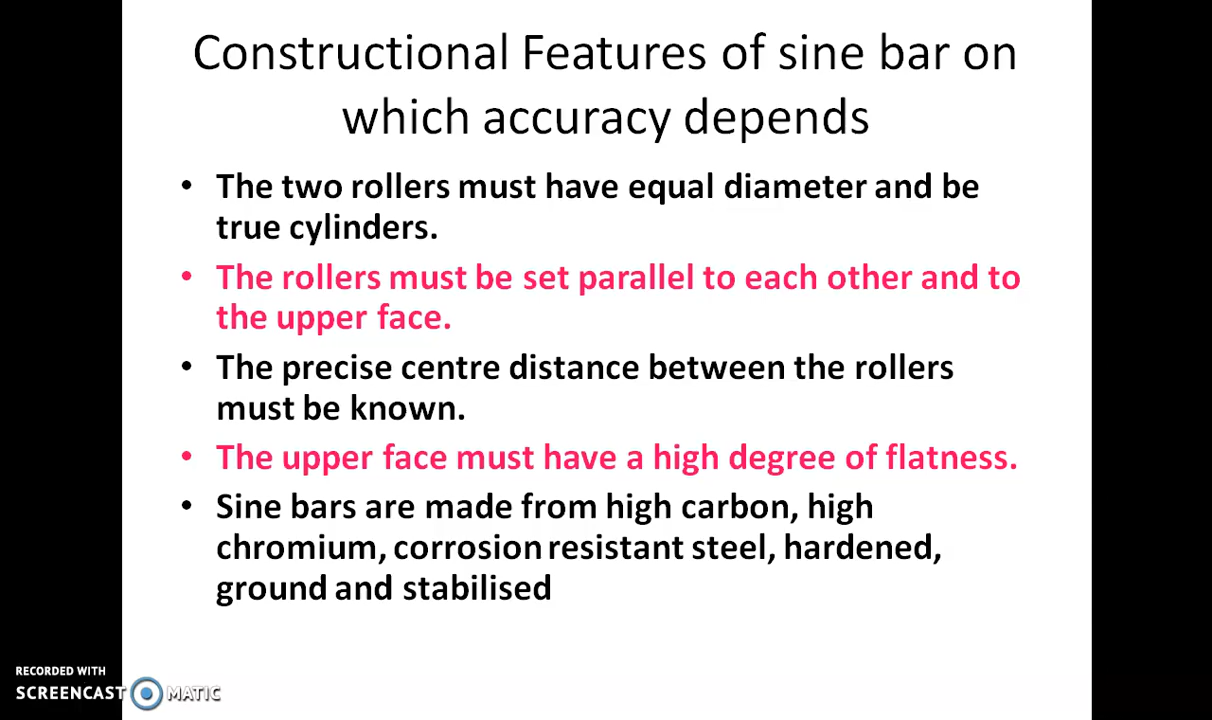 Constructional Features of sine bar on
which accuracy depends
• The two rollers must have equal diameter and be
true cylinders.
• The rollers must be set parallel to each other and to
the upper face.
• The precise centre distance between the rollers
must be known.
• The upper face must have a high degree of flatness.
• Sine bars are made from high carbon, high
chromium, corrosion resistant steel, hardened,
ground and stabilised
RECORDED WITH
SCREENCAST MATIC